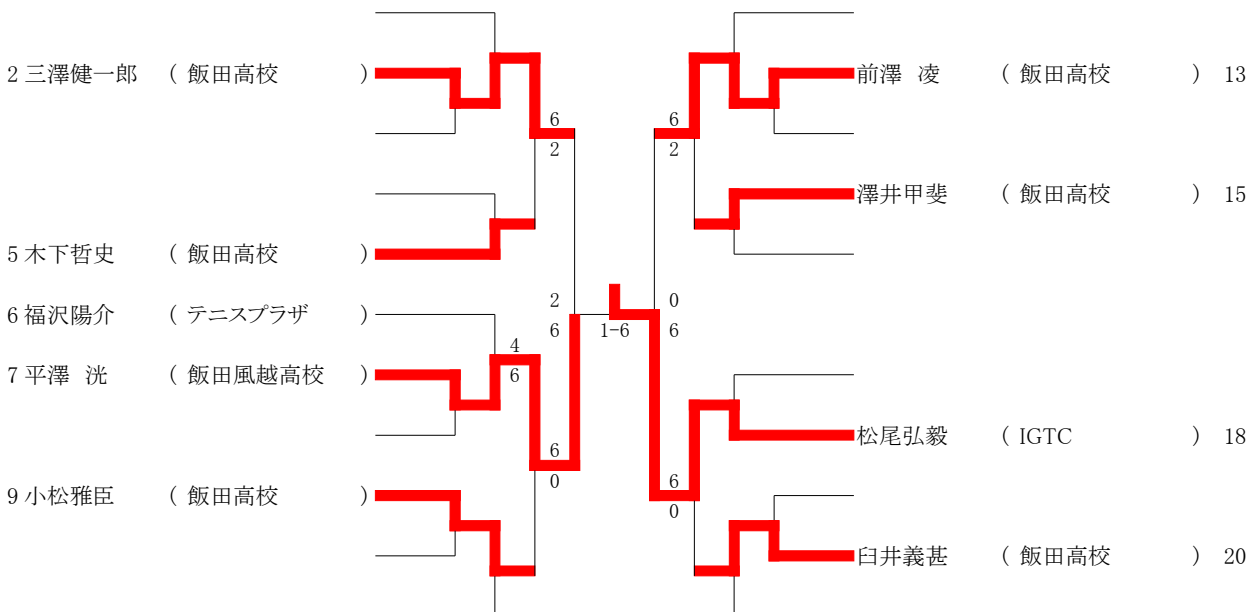 2 三澤健一郎 ( 飯田高校 )
前澤 凌 ( 飯田高校 ) 13
6
2
6
2
澤井甲斐 ( 飯田高校 ) 15
5 木下哲史 ( 飯田高校 )
6 福沢陽介 ( テニスプラザ )
2
6
1-6
0
6
4
6
7 平澤 洸 ( 飯田風越高校 )
松尾弘毅 ( IGTC ) 18
6
0
6
0
9 小松雅臣 ( 飯田高校 )
臼井義甚 ( 飯田高校 ) 20